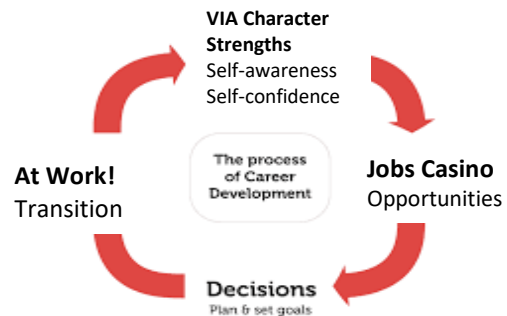 VIA Character
Strengths
Self-awareness
Self-confidence
The process
of Career
Development
Jobs Casino
Opportunities
At Work!
Transition
Decisions
Plan & set goals